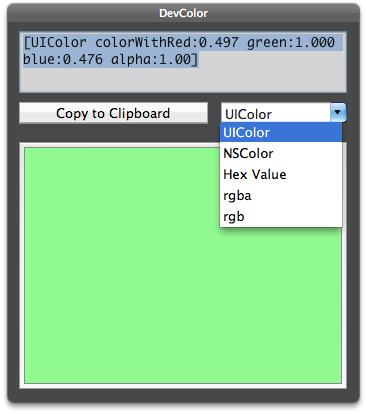 DevColor
[UIColor colorWithRed:0.497 green:1.000
blue:0.476 alpha:1.00]
Copy to Clipboard
UIColor
UIColor
NSColor
Hex Value
rgba
rgb